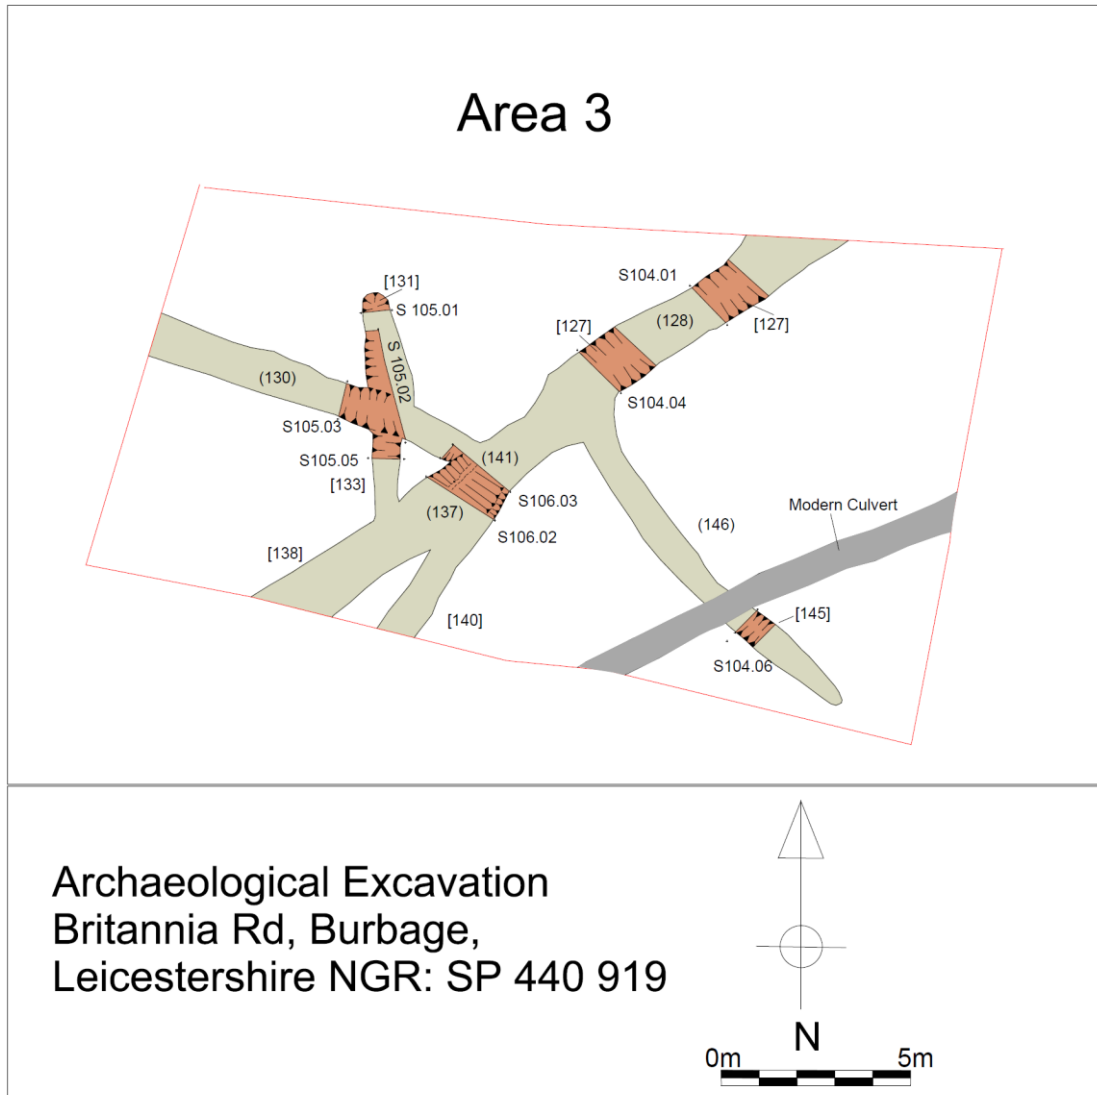 Area 3
S104.01
[131]
S 105.01
[127]
(128)
[127]
S 105.02
(130)
S104.04
S105.03
S105.05
(141)
[133]
S106.03
Modern Culvert
(137)
(146)
S106.02
[138]
[145]
[140]
S104.06
Archaeological Excavation
Britannia Rd, Burbage,
Leicestershire NGR: SP 440 919
N
0m 5m